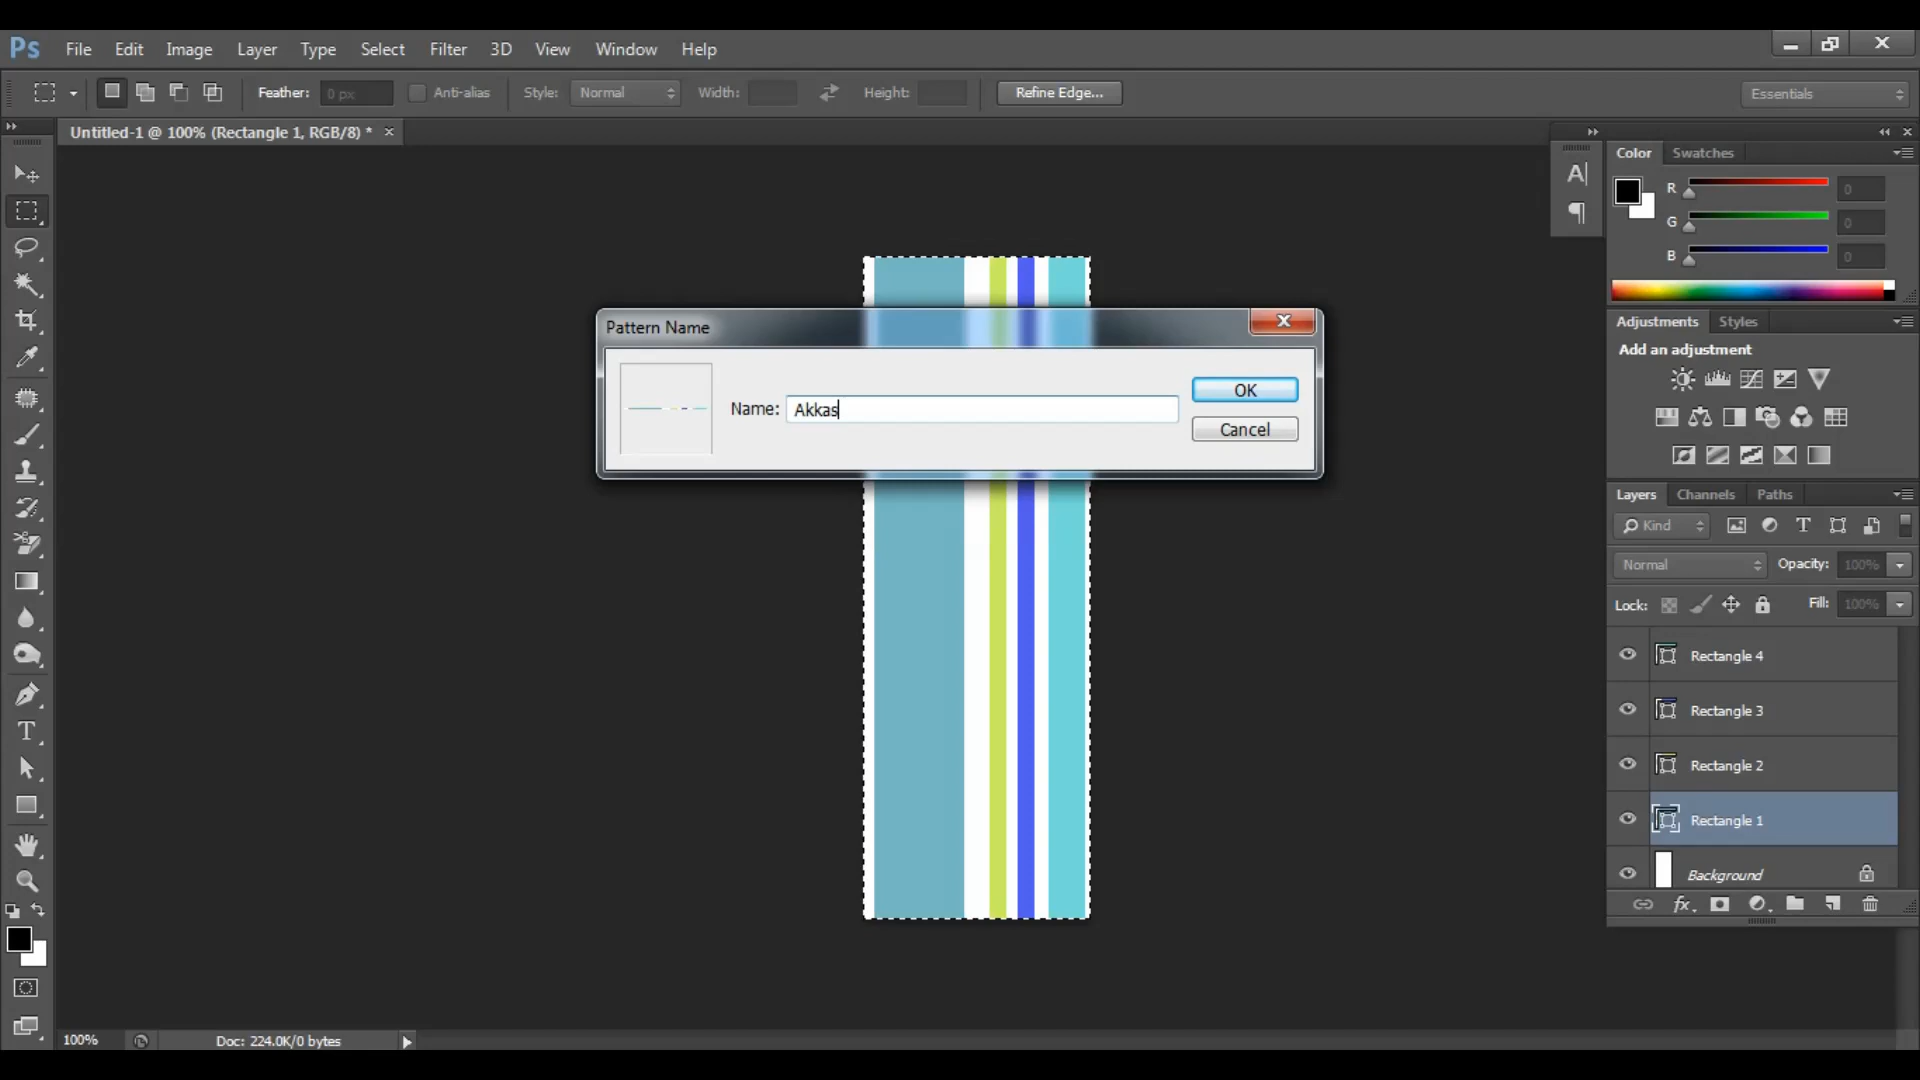 Ps File Edit Image Layer Type Select Filter 3D View Window Help
Feather: 0 px Anti-alias Style: Normal Width: Height: Refine Edge... Essentials
Untitled-1 @ 100% (Rectangle 1, RGB/8) * ×
A|
Color Swatches
R 0
G 0
B 0
Pattern Name
Name: Akkas
OK
Cancel
Adjustments Styles
Add an adjustment
Layers Channels Paths
Kind
Normal Opacity: 100%
Lock: Fill: 100%
Rectangle 4
Rectangle 3
Rectangle 2
Rectangle 1
Background
fx
T
100% Doc: 224.0K/0 bytes